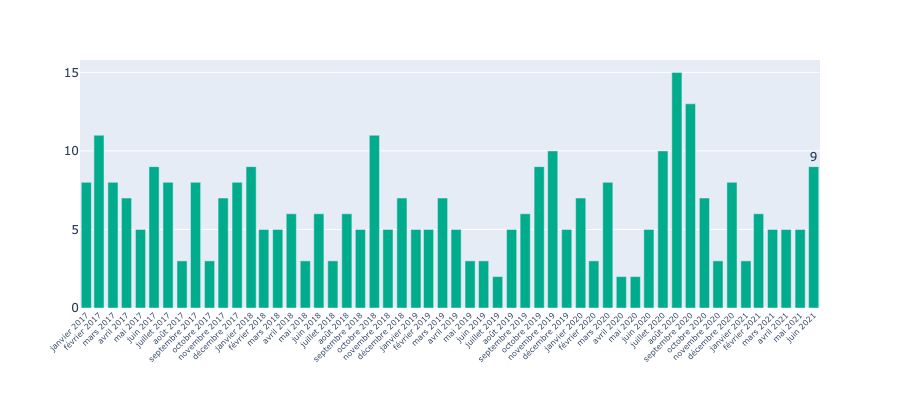 15
10
5
0
9
janvier 2017
février 2017
mars 2017
avril 2017
mai 2017
juin 2017
juillet 2017
août 2017
septembre 2017
octobre 2017
novembre 2017
décembre 2017
janvier 2018
février 2018
mars 2018
avril 2018
mai 2018
juin 2018
juillet 2018
août 2018
septembre 2018
octobre 2018
novembre 2018
décembre 2018
janvier 2019
février 2019
mars 2019
avril 2019
mai 2019
juin 2019
juillet 2019
août 2019
septembre 2019
octobre 2019
novembre 2019
décembre 2019
janvier 2020
février 2020
mars 2020
avril 2020
mai 2020
juin 2020
juillet 2020
août 2020
septembre 2020
octobre 2020
novembre 2020
décembre 2020
janvier 2021
février 2021
mars 2021
avril 2021
mai 2021
juin 2021